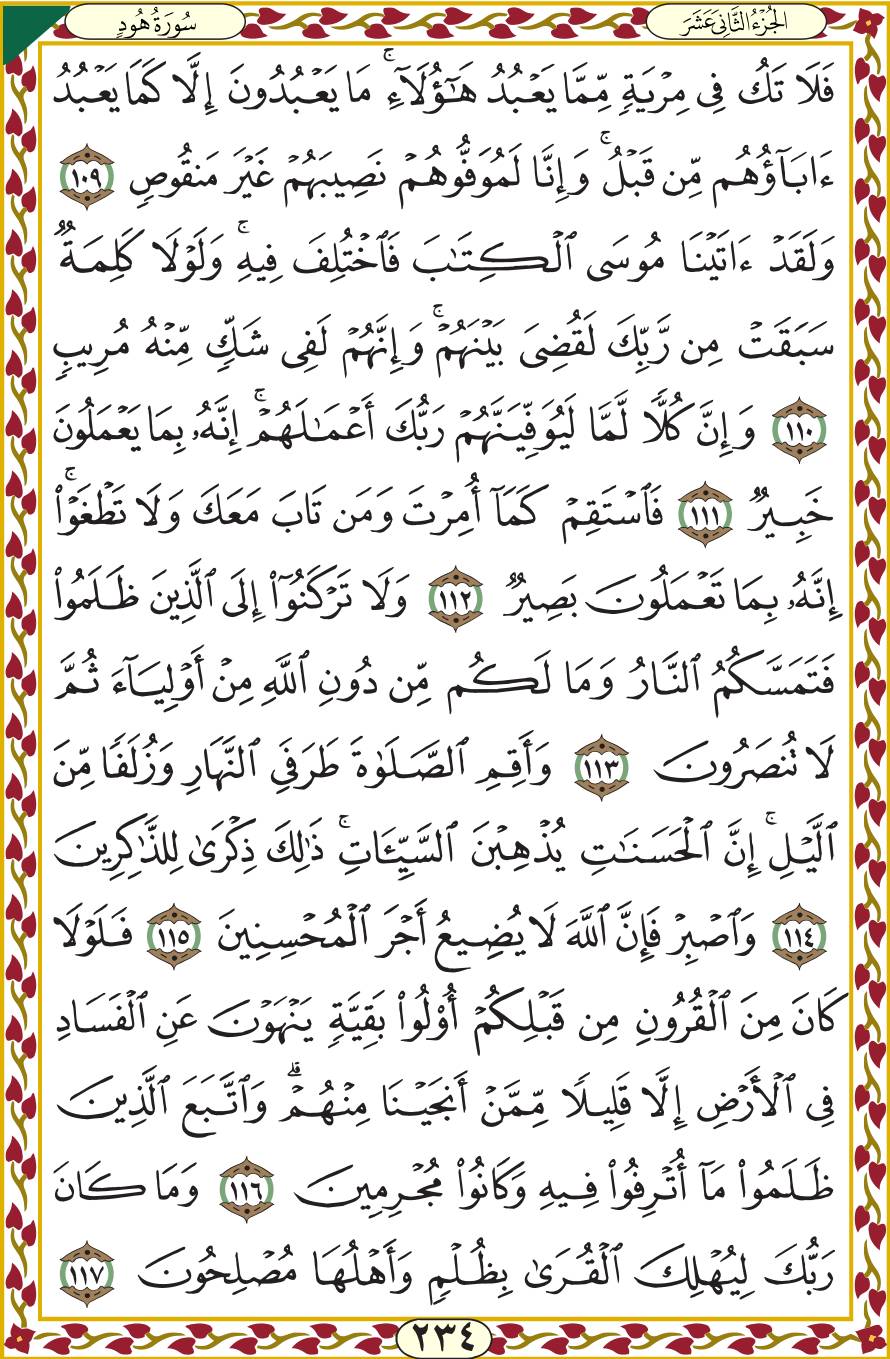 الجُزْءُ الثَّانِي عَشَرَ
سُورَةُ هُودٍ
فَلَا تَكُ فِي مِرْيَةٍ مِّمَّا يَعْبُدُ هَٰٓؤُلَآءِۚ مَا يَعْبُدُونَ إِلَّا كَمَا يَعْبُدُ
ءَابَآؤُهُم مِّن قَبْلُۚ وَإِنَّا لَمُوَفُّوهُمْ نَصِيبَهُمْ غَيْرَ مَنقُوصٍ ١٠٩
وَلَقَدْ ءَاتَيْنَا مُوسَى ٱلْكِتَٰبَ فَٱخْتُلِفَ فِيهِۚ وَلَوْلَا كَلِمَةٌ
سَبَقَتْ مِن رَّبِّكَ لَقُضِىَ بَيْنَهُمْۚ وَإِنَّهُمْ لَفِى شَكٍّ مِّنْهُ مُرِيبٍ
١١٠ وَإِنَّ كُلًّا لَّمَّا لَيُوَفِّيَنَّهُمْ رَبُّكَ أَعْمَٰلَهُمْۚ إِنَّهُۥ بِمَا يَعْمَلُونَ
خَبِيرٌ ١١١ فَٱسْتَقِمْ كَمَآ أُمِرْتَ وَمَن تَابَ مَعَكَ وَلَا تَطْغَوْا۟ۚ
إِنَّهُۥ بِمَا تَعْمَلُونَ بَصِيرٌ ١١٢ وَلَا تَرْكَنُوٓا۟ إِلَى ٱلَّذِينَ ظَلَمُوا۟
فَتَمَسَّكُمُ ٱلنَّارُ وَمَا لَكُم مِّن دُونِ ٱللَّهِ مِنْ أَوْلِيَآءَ ثُمَّ
لَا تُنصَرُونَ ١١٣ وَأَقِمِ ٱلصَّلَوٰةَ طَرَفَىِ ٱلنَّهَارِ وَزُلَفًا مِّنَ
ٱلَّيْلِۚ إِنَّ ٱلْحَسَنَٰتِ يُذْهِبْنَ ٱلسَّيِّـَٔاتِۚ ذَٰلِكَ ذِكْرَىٰ لِلذَّٰكِرِينَ
١١٤ وَٱصْبِرْ فَإِنَّ ٱللَّهَ لَا يُضِيعُ أَجْرَ ٱلْمُحْسِنِينَ ١١٥ فَلَوْلَا
كَانَ مِنَ ٱلْقُرُونِ مِن قَبْلِكُمْ أُو۟لُوا۟ بَقِيَّةٍ يَنْهَوْنَ عَنِ ٱلْفَسَادِ
فِى ٱلْأَرْضِ إِلَّا قَلِيلًا مِّمَّنْ أَنجَيْنَا مِنْهُمْۗ وَٱتَّبَعَ ٱلَّذِينَ
ظَلَمُوا۟ مَآ أُتْرِفُوا۟ فِيهِ وَكَانُوا۟ مُجْرِمِينَ ١١٦ وَمَا كَانَ
رَبُّكَ لِيُهْلِكَ ٱلْقُرَىٰ بِظُلْمٍ وَأَهْلُهَا مُصْلِحُونَ ١١٧
٢٣٤